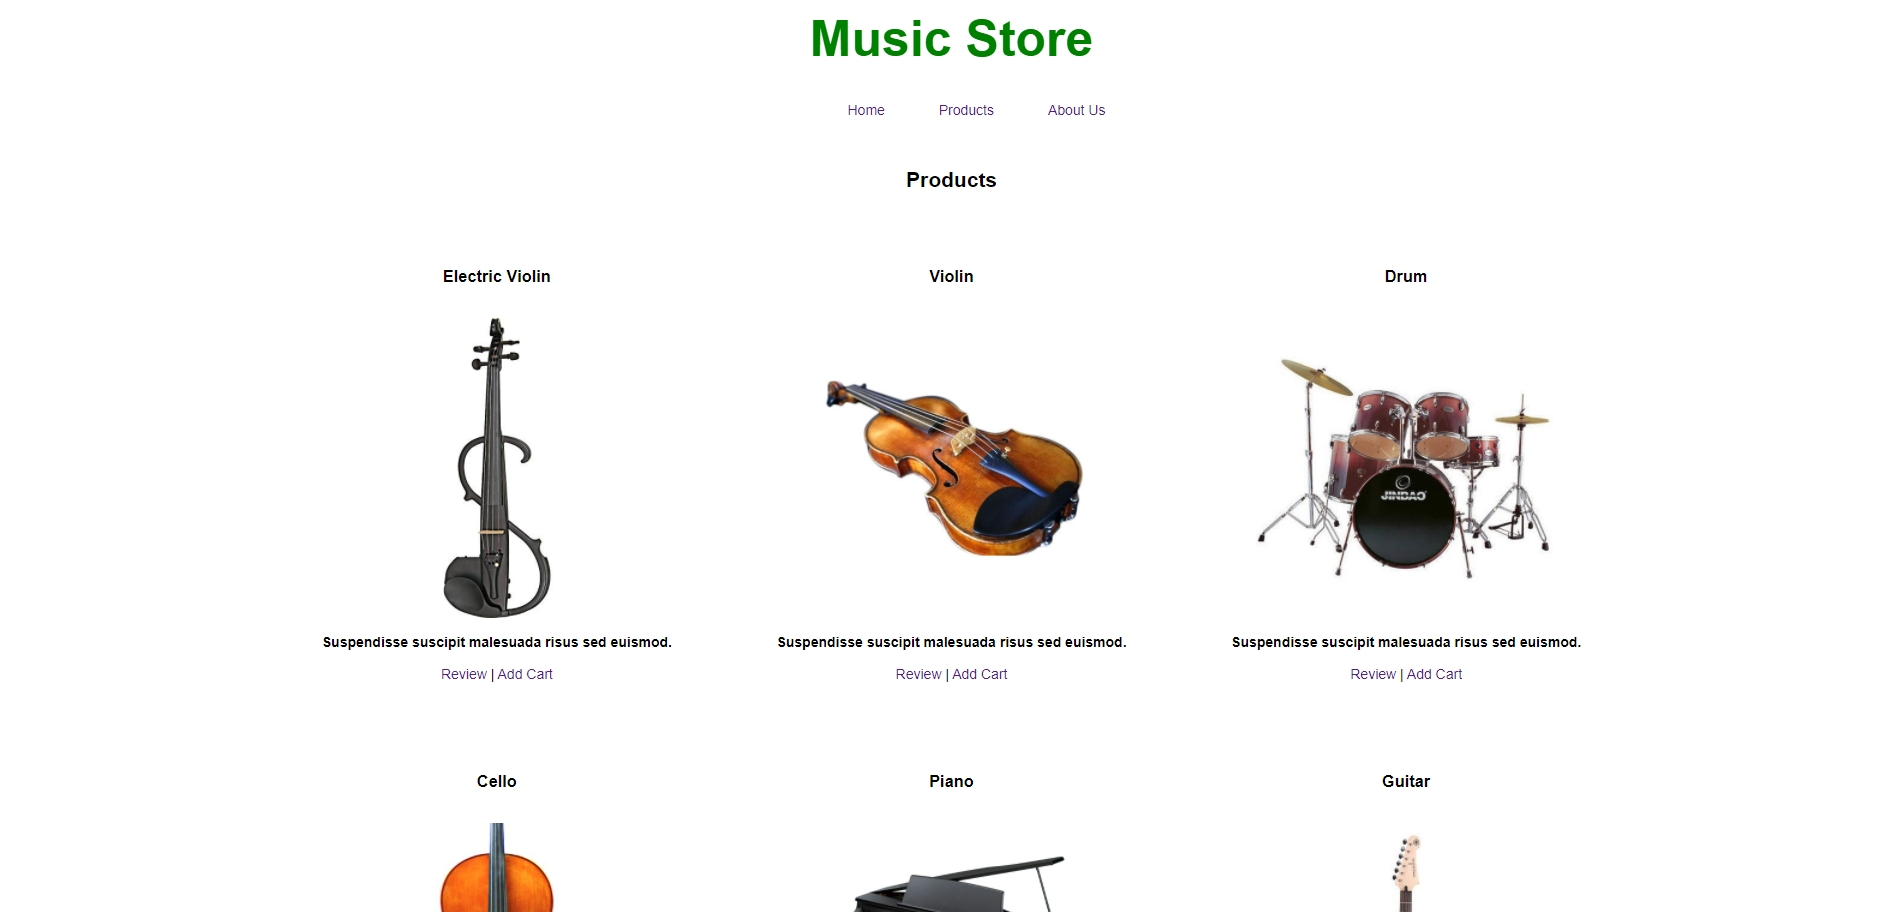 Music Store
Home Products About Us
Products
Electric Violin Violin Drum
JINBAO
Suspendisse suscipit malesuada risus sed euismod. Suspendisse suscipit malesuada risus sed euismod. Suspendisse suscipit malesuada risus sed euismod.
Review | Add Cart Review | Add Cart Review | Add Cart
Cello Piano Guitar